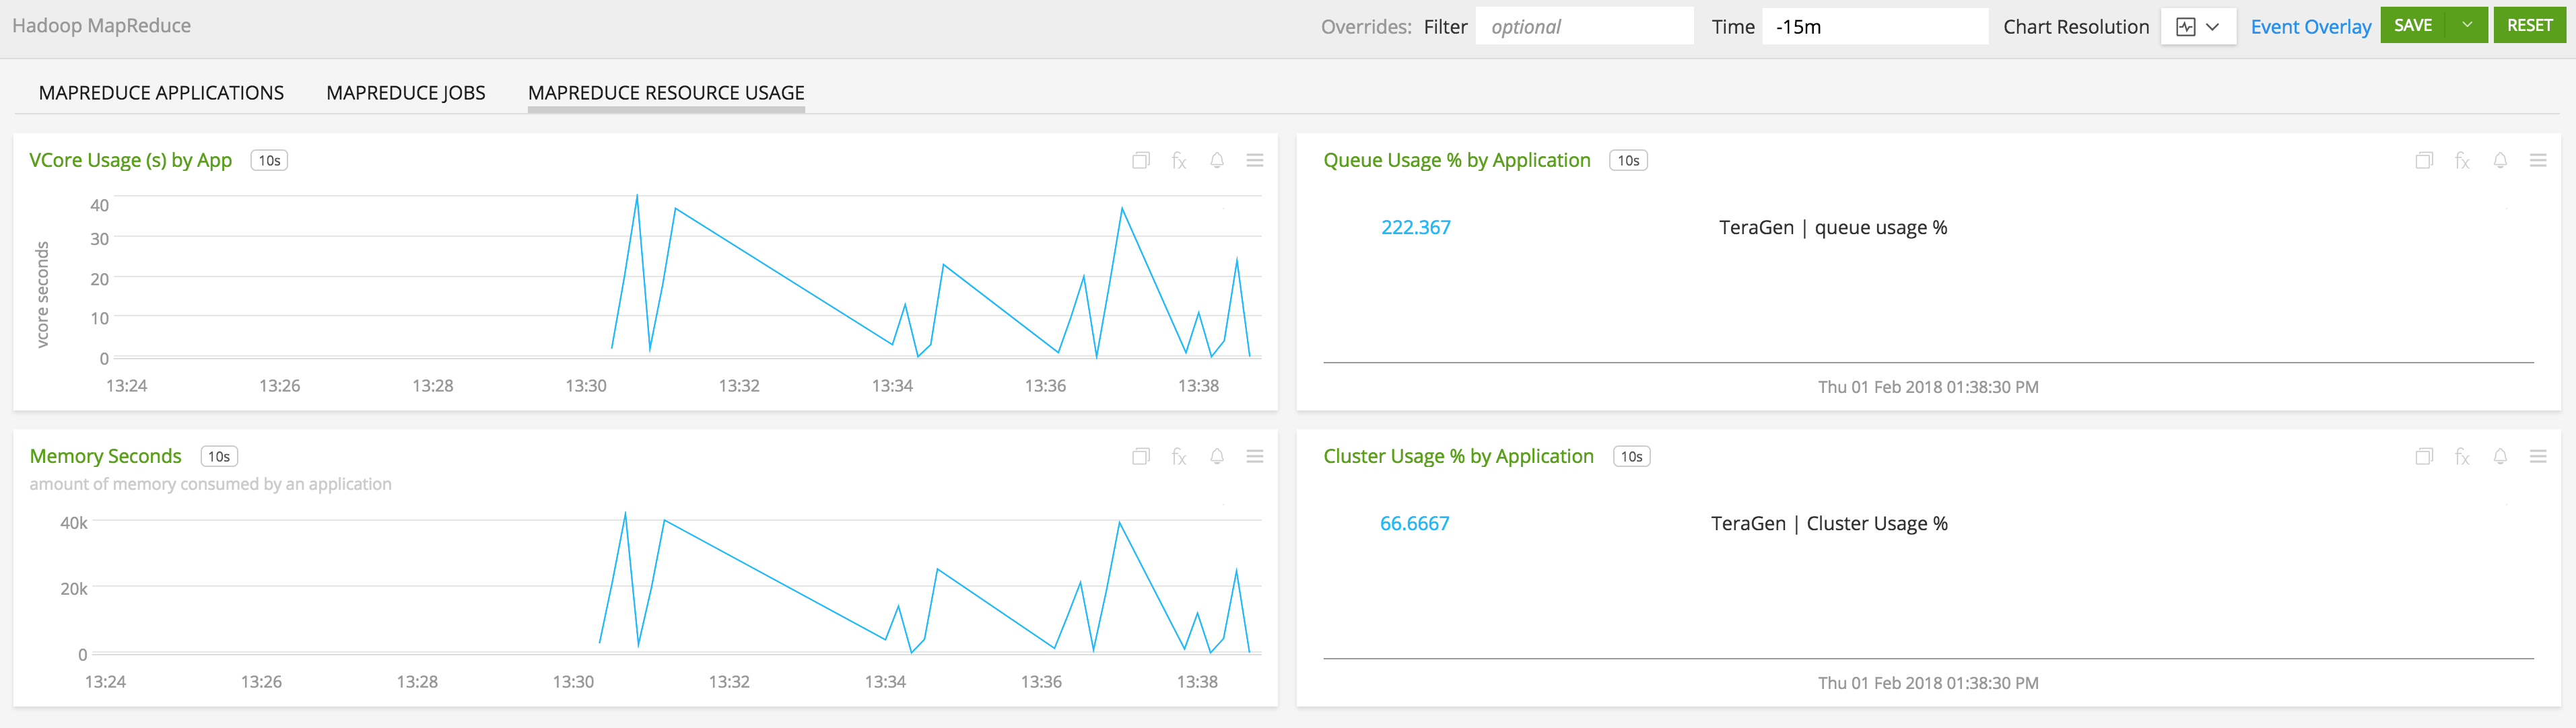 Hadoop MapReduce
Overrides: Filter optional Time -15m Chart Resolution Event Overlay SAVE RESET
MAPREDUCE APPLICATIONS MAPREDUCE JOBS MAPREDUCE RESOURCE USAGE
VCore Usage (s) by App 10s
fx
vcore seconds
40
30
20
10
0
13:24 13:26 13:28 13:30 13:32 13:34 13:36 13:38
Queue Usage % by Application 10s
fx
222.367 TeraGen | queue usage %
Thu 01 Feb 2018 01:38:30 PM
Memory Seconds 10s
fx
amount of memory consumed by an application
40k
20k
0
13:24 13:26 13:28 13:30 13:32 13:34 13:36 13:38
Cluster Usage % by Application 10s
fx
66.6667 TeraGen | Cluster Usage %
Thu 01 Feb 2018 01:38:30 PM